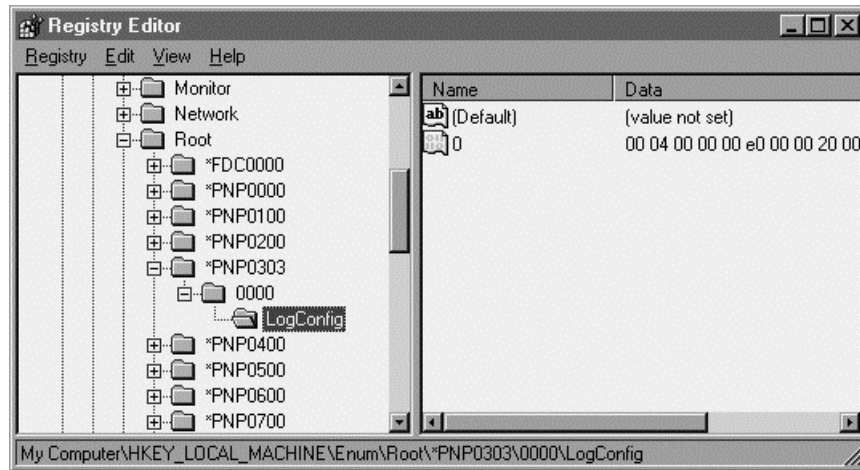 Registry Editor
Registry Edit View Help
Monitor
Network
Root
*FDC0000
*PNP0000
*PNP0100
*PNP0200
*PNP0303
0000
LogConfig
*PNP0400
*PNP0500
*PNP0600
*PNP0700
Name Data
ab (Default) (value not set)
0 00 04 00 00 00 e0 00 00 20 00
My Computer\HKEY_LOCAL_MACHINE\Enum\Root\*PNP0303\0000\LogConfig